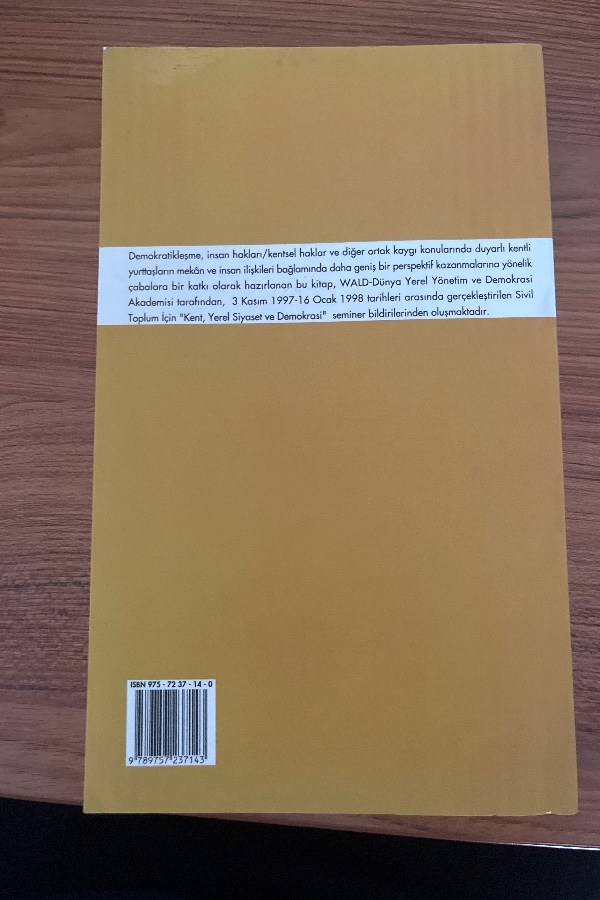 Demokratikleşme, insan hakları/kentsel haklar ve diğer ortak kaygı konularında duyarlı kentli
yurttaşların mekân ve insan ilişkileri bağlamında daha geniş bir perspektif kazanmalarına yönelik
çabalara bir katkı olarak hazırlanan bu kitap, WALD-Dünya Yerel Yönetim ve Demokrasi
Akademisi tarafından, 3 Kasım 1997-16 Ocak 1998 tarihleri arasında gerçekleştirilen Sivil
Toplum İçin "Kent, Yerel Siyaset ve Demokrasi" seminer bildirilerinden oluşmaktadır.
ISBN 975 - 72 37 - 14 - 0
9 789757 237143